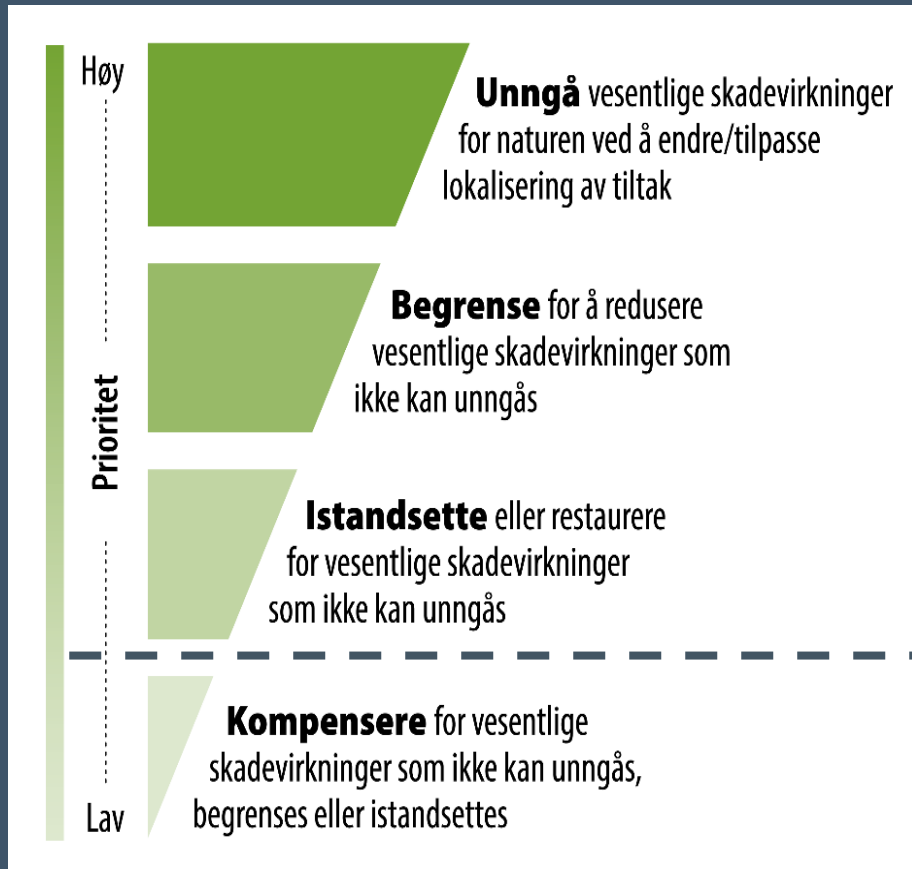 Høy
Unngå vesentlige skadevirkninger
for naturen ved å endre/tilpasse
lokalisering av tiltak
Begrense for å redusere
vesentlige skadevirkninger som
ikke kan unngås
Prioritet
Istandsette eller restaurere
for vesentlige skadevirkninger
som ikke kan unngås
Kompensere for vesentlige
skadevirkninger som ikke kan unngås,
begrenses eller istandsettes
Lav